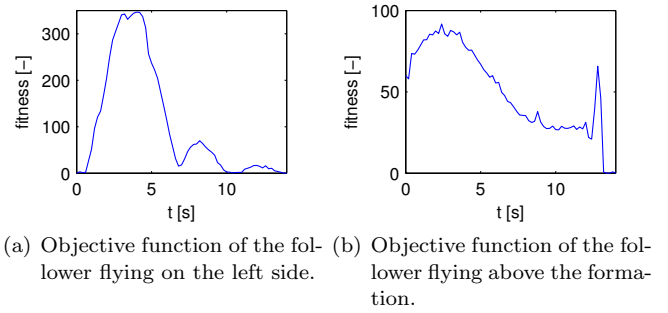 300
200
100
0
fitness [−]
0 5 10
t [s]
100
50
0
fitness [−]
0 5 10
t [s]
(a) Objective function of the fol-
lower flying on the left side.
(b) Objective function of the fol-
lower flying above the forma-
tion.